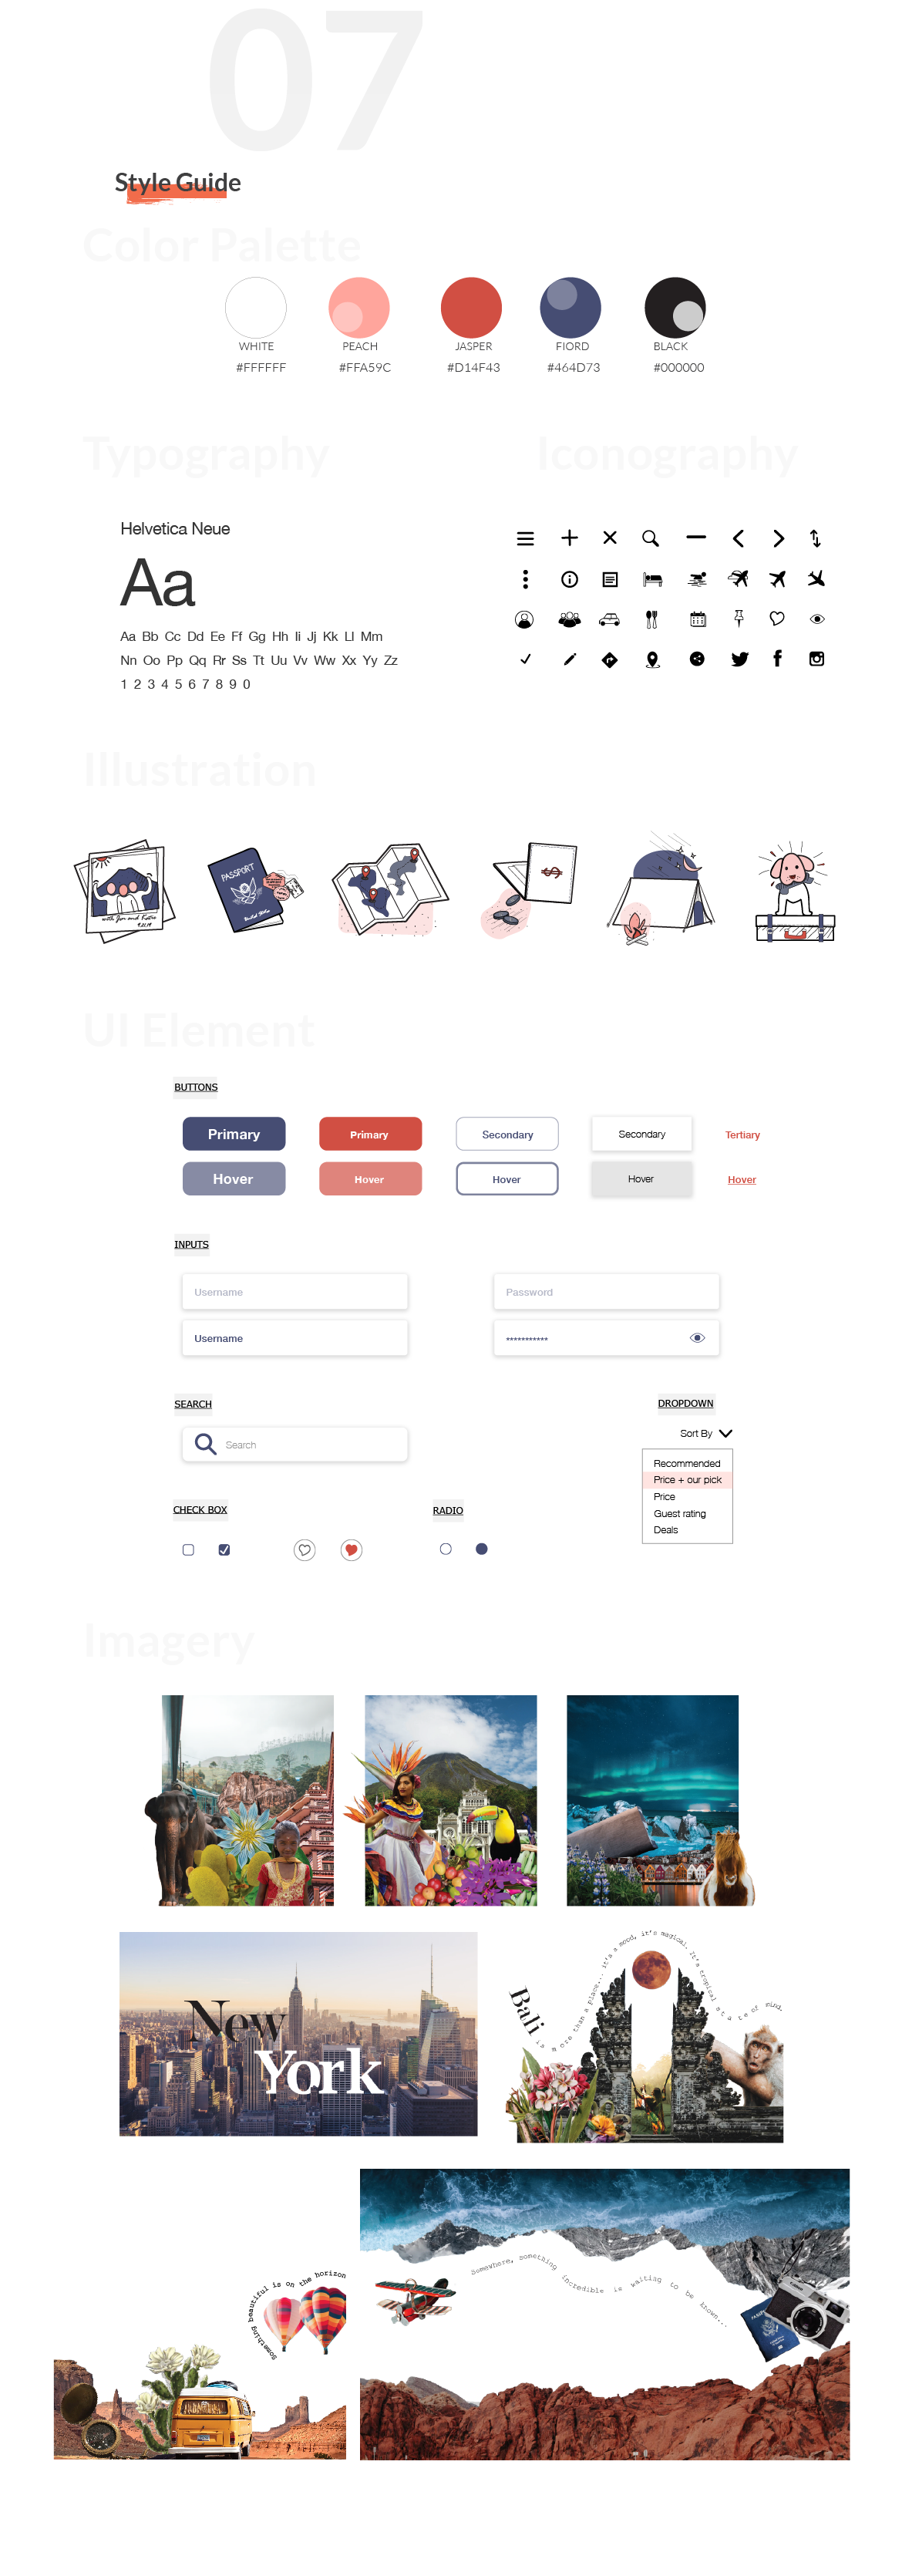 07
Style Guide
Color Palette
WHITE PEACH JASPER FIORD BLACK
#FFFFFF #FFA59C #D14F43 #464D73 #000000
Typography Iconography
Helvetica Neue
Aa
Aa Bb Cc Dd Ee Ff Gg Hh Ii Jj Kk Ll Mm
Nn Oo Pp Qq Rr Ss Tt Uu Vv Ww Xx Yy Zz
1 2 3 4 5 6 7 8 9 0
Illustration
PASSPORT
United States
$
UI Element
BUTTONS
Primary Primary Secondary Secondary Tertiary
Hover Hover Hover Hover Hover
INPUTS
Username Password
Username ***********
SEARCH DROPDOWN
Search
Sort By
Recommended
Price + our pick
Price
Guest rating
Deals
CHECK BOX RADIO
Imagery
New
York
Bali
is more than a place... it's a mood, it's magical. It's tropical state of mind.
Something beautiful is on the horizon
Somewhere, something incredible is waiting to be known...